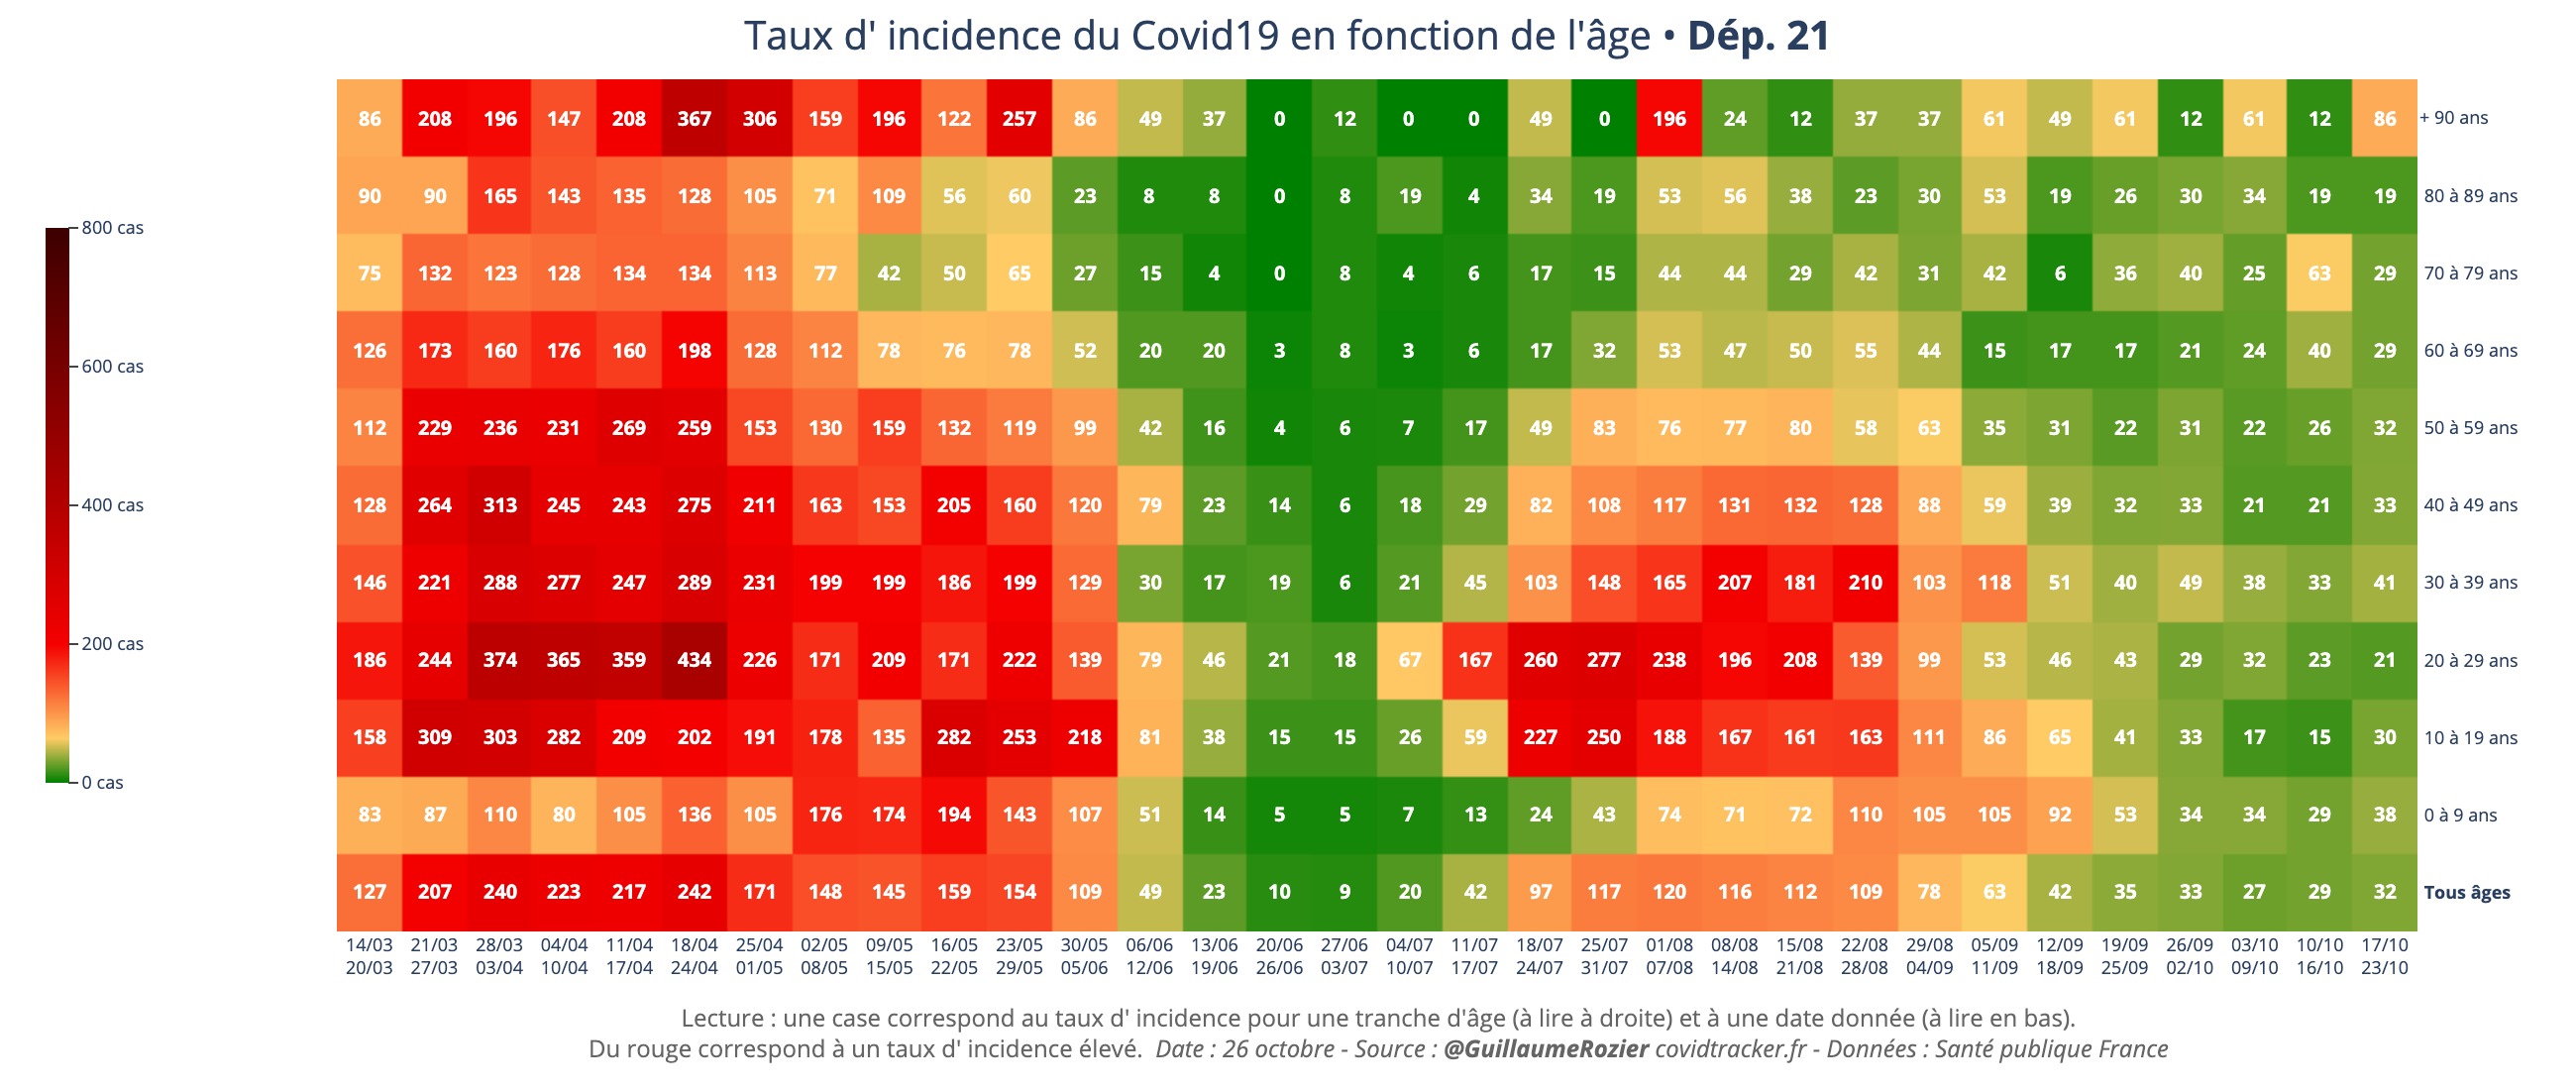 Taux d' incidence du Covid19 en fonction de l'âge • Dép. 21
800 cas
600 cas
400 cas
200 cas
0 cas
86 208 196 147 208 367 306 159 196 122 257 86 49 37 0 12 0 0 49 0 196 24 12 37 37 61 49 61 12 61 12 86 + 90 ans
90 90 165 143 135 128 105 71 109 56 60 23 8 8 0 8 19 4 34 19 53 56 38 23 30 53 19 26 30 34 19 19 80 à 89 ans
75 132 123 128 134 134 113 77 42 50 65 27 15 4 0 8 4 6 17 15 44 44 29 42 31 42 6 36 40 25 63 29 70 à 79 ans
126 173 160 176 160 198 128 112 78 76 78 52 20 20 3 8 3 6 17 32 53 47 50 55 44 15 17 17 21 24 40 29 60 à 69 ans
112 229 236 231 269 259 153 130 159 132 119 99 42 16 4 6 7 17 49 83 76 77 80 58 63 35 31 22 31 22 26 32 50 à 59 ans
128 264 313 245 243 275 211 163 153 205 160 120 79 23 14 6 18 29 82 108 117 131 132 128 88 59 39 32 33 21 21 33 40 à 49 ans
146 221 288 277 247 289 231 199 199 186 199 129 30 17 19 6 21 45 103 148 165 207 181 210 103 118 51 40 49 38 33 41 30 à 39 ans
186 244 374 365 359 434 226 171 209 171 222 139 79 46 21 18 67 167 260 277 238 196 208 139 99 53 46 43 29 32 23 21 20 à 29 ans
158 309 303 282 209 202 191 178 135 282 253 218 81 38 15 15 26 59 227 250 188 167 161 163 111 86 65 41 33 17 15 30 10 à 19 ans
83 87 110 80 105 136 105 176 174 194 143 107 51 14 5 5 7 13 24 43 74 71 72 110 105 105 92 53 34 34 29 38 0 à 9 ans
127 207 240 223 217 242 171 148 145 159 154 109 49 23 10 9 20 42 97 117 120 116 112 109 78 63 42 35 33 27 29 32 Tous âges
14/03 21/03 28/03 04/04 11/04 18/04 25/04 02/05 09/05 16/05 23/05 30/05 06/06 13/06 20/06 27/06 04/07 11/07 18/07 25/07 01/08 08/08 15/08 22/08 29/08 05/09 12/09 19/09 26/09 03/10 10/10 17/10
20/03 27/03 03/04 10/04 17/04 24/04 01/05 08/05 15/05 22/05 29/05 05/06 12/06 19/06 26/06 03/07 10/07 17/07 24/07 31/07 07/08 14/08 21/08 28/08 04/09 11/09 18/09 25/09 02/10 09/10 16/10 23/10
Lecture : une case correspond au taux d' incidence pour une tranche d'âge (à lire à droite) et à une date donnée (à lire en bas).
Du rouge correspond à un taux d' incidence élevé. Date : 26 octobre - Source : @GuillaumeRozier covidtracker.fr - Données : Santé publique France